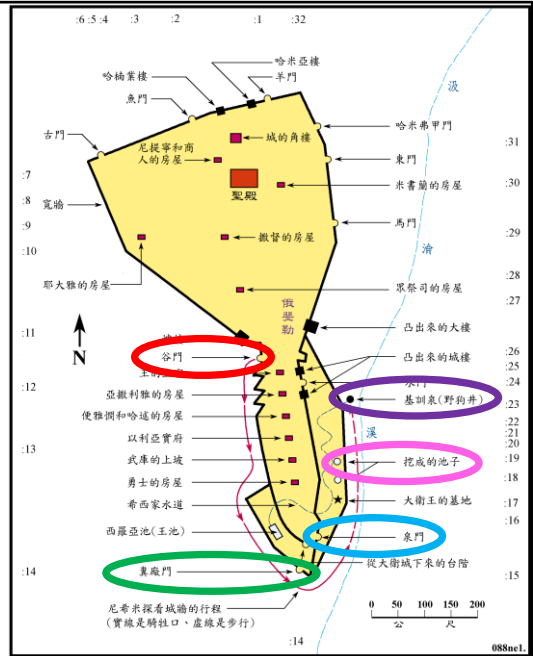 :6 :5 :4
:3
:2
:1
:32
哈米亞樓
哈楠業樓
羊門
汲
魚門
哈米弗甲門
城的角樓
古門
尼提寧和商
人的房屋
東門
:31
:7
聖殿
米書蘭的房屋
:30
:8
寬牆
:9
馬門
:29
:10
撒督的房屋
淪
耶大雅的房屋
眾祭司的房屋
:28
:27
俄斐勒
凸出來的大樓
:11
谷門
凸出來的城樓
:26
:25
N
:24
:12
亞撒利雅的房屋
基訓泉(野狗井)
:23
便雅憫和哈述的房屋
:22
:21
以利亞實府
溪
:20
:13
武庫的上坡
挖成的池子
:19
勇士的房屋
:18
希西家水道
大衛王的墓地
:17
西羅亞池(王池)
泉門
:16
從大衛城下來的台階
:14
糞廠門
:15
尼希米探看城牆的行程
(實線是騎牲口、虛線是步行)
0 50 100 150 200
公 尺
:14
088ne1.